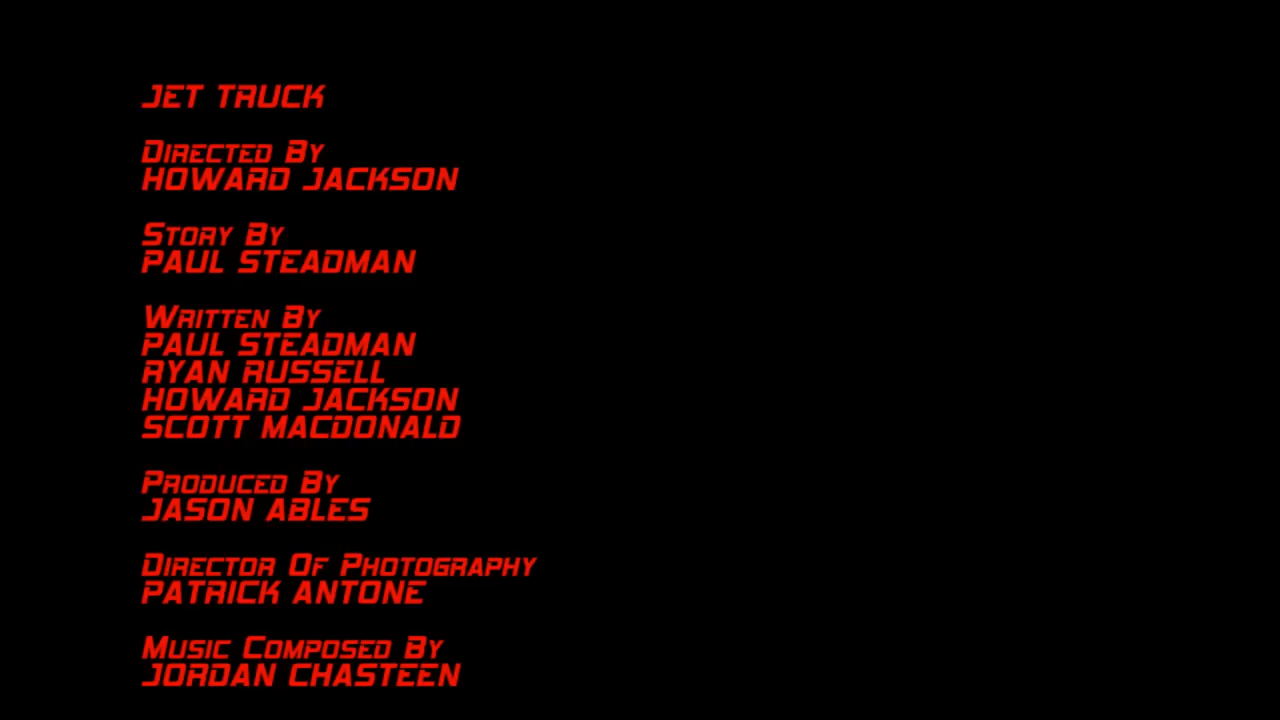 JET TRUCK
Directed By
HOWARD JACKSON
Story By
PAUL STEADMAN
Written By
PAUL STEADMAN
RYAN RUSSELL
HOWARD JACKSON
SCOTT MACDONALD
Produced By
JASON ABLES
Director Of Photography
PATRICK ANTONE
Music Composed By
JORDAN CHASTEEN